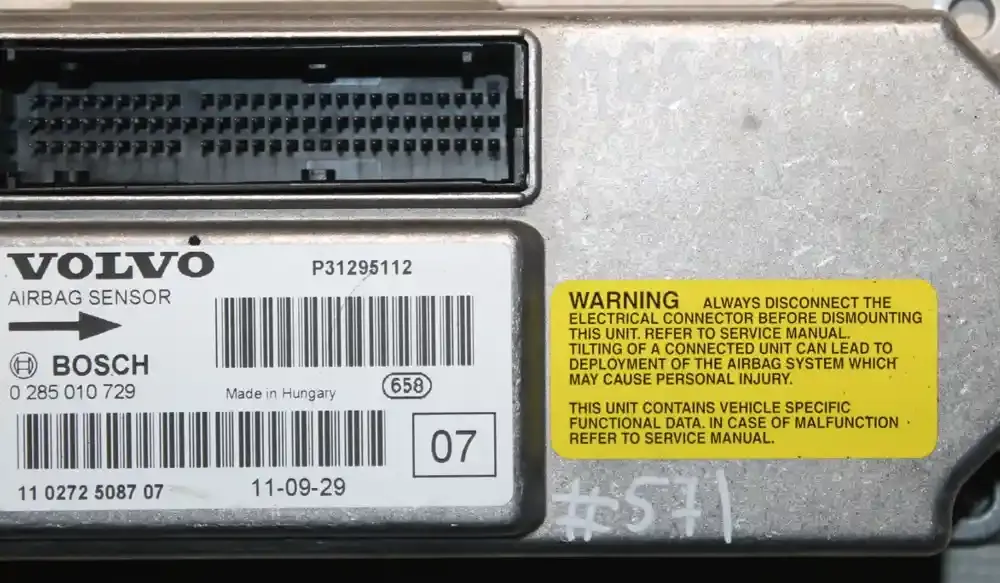 VOLVO
AIRBAG SENSOR
P31295112
BOSCH
0 285 010 729
Made in Hungary
658
07
11 0272 5087 07
11-09-29
WARNING ALWAYS DISCONNECT THE
ELECTRICAL CONNECTOR BEFORE DISMOUNTING
THIS UNIT. REFER TO SERVICE MANUAL.
TILTING OF A CONNECTED UNIT CAN LEAD TO
DEPLOYMENT OF THE AIRBAG SYSTEM WHICH
MAY CAUSE PERSONAL INJURY.
THIS UNIT CONTAINS VEHICLE SPECIFIC
FUNCTIONAL DATA. IN CASE OF MALFUNCTION
REFER TO SERVICE MANUAL.
#571